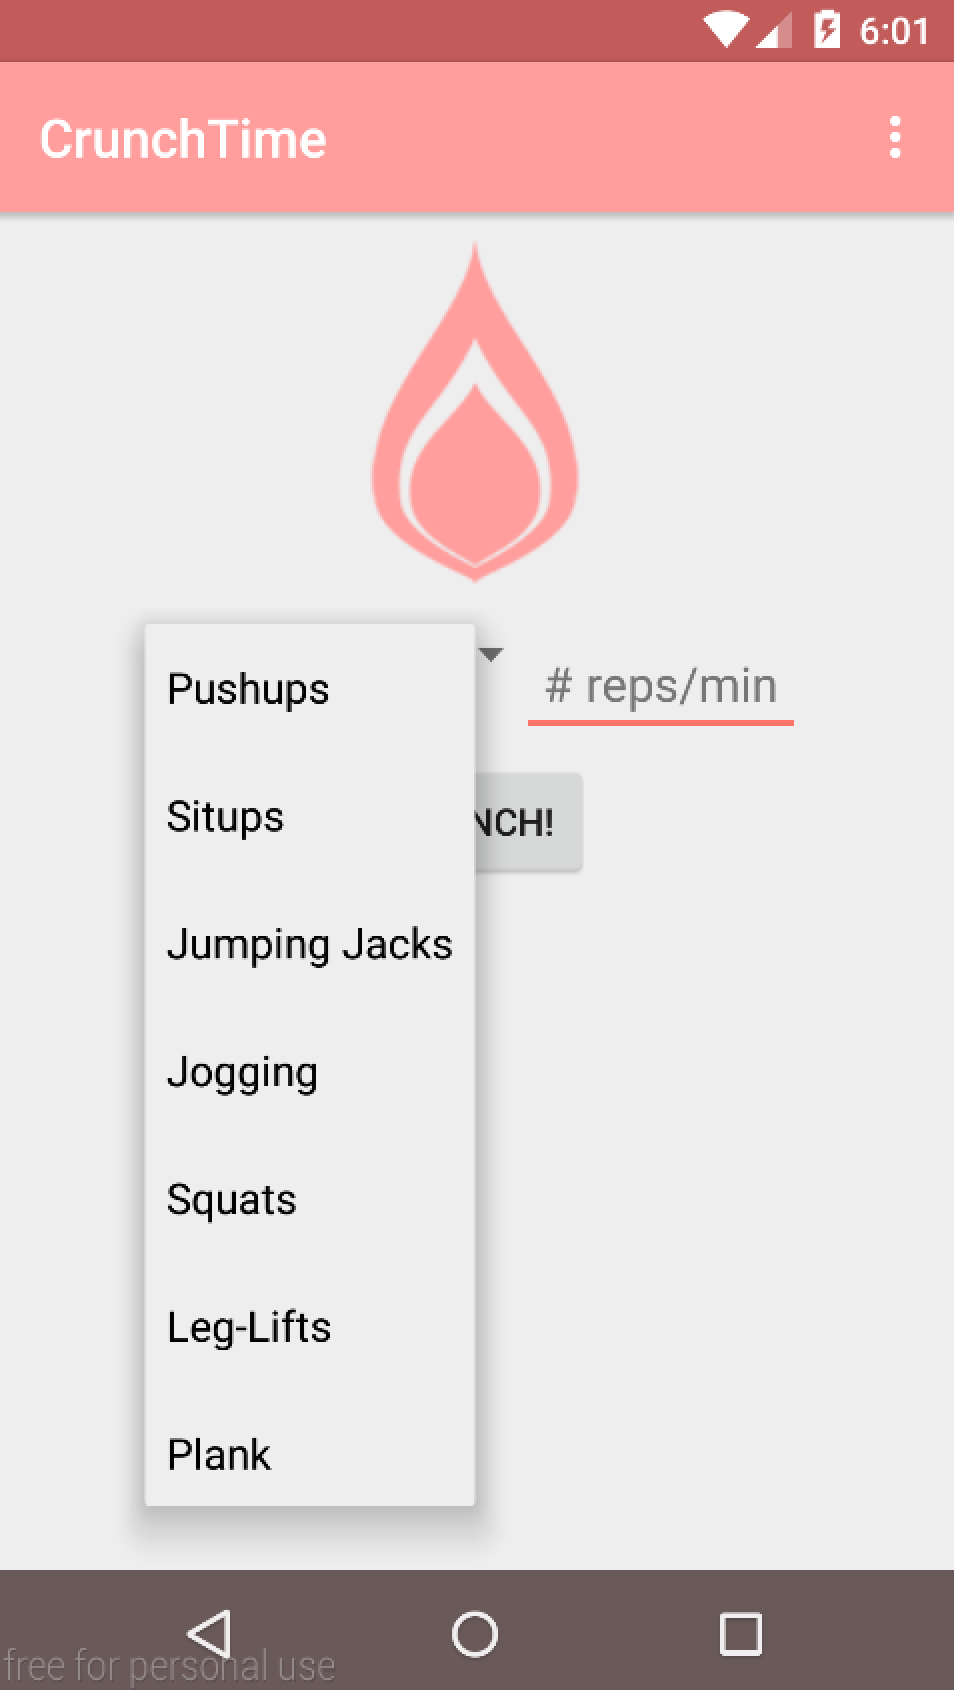 6:01
CrunchTime
Pushups
# reps/min
Situps
NCH!
Jumping Jacks
Jogging
Squats
Leg-Lifts
Plank
free for personal use